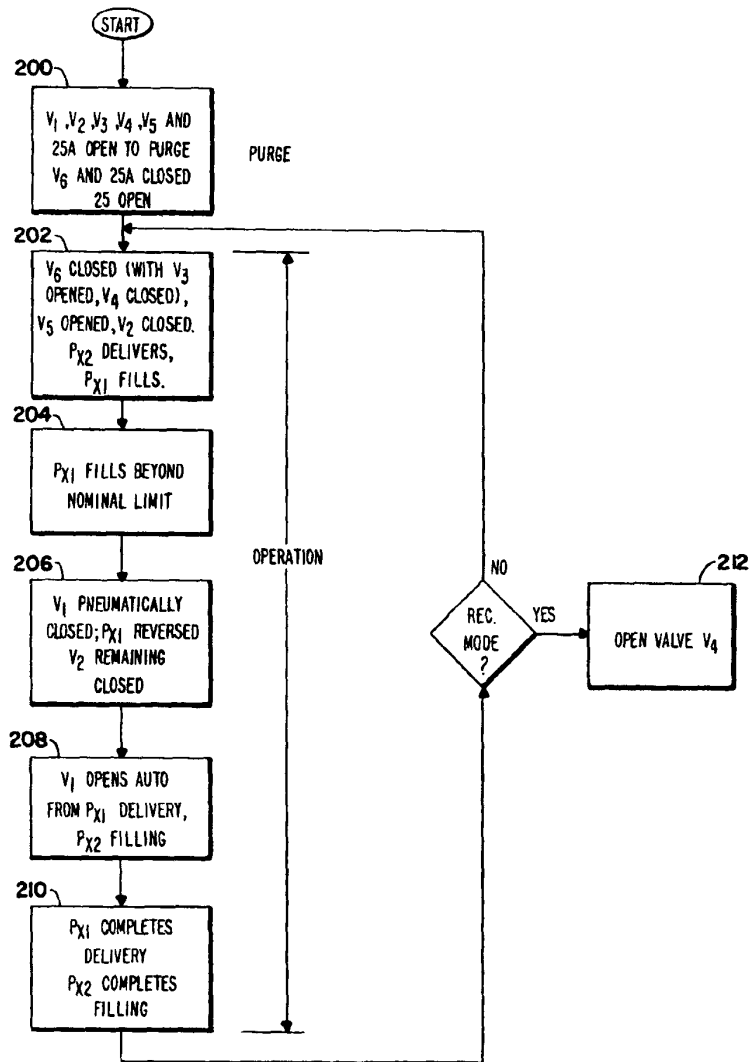 START
200
V1, V2, V3, V4, V5 AND
25A OPEN TO PURGE
V6 AND 25A CLOSED
25 OPEN
PURGE
202
V6 CLOSED (WITH V3
OPENED, V4 CLOSED),
V5 OPENED, V2 CLOSED.
PX2 DELIVERS,
PX1 FILLS.
204
PX1 FILLS BEYOND
NOMINAL LIMIT
OPERATION
206
V1 PNEUMATICALLY
CLOSED; PX1 REVERSED
V2 REMAINING
CLOSED
208
V1 OPENS AUTO
FROM PX1 DELIVERY,
PX2 FILLING
210
PX1 COMPLETES
DELIVERY
PX2 COMPLETES
FILLING
NO
REC.
MODE
?
YES
212
OPEN VALVE V4